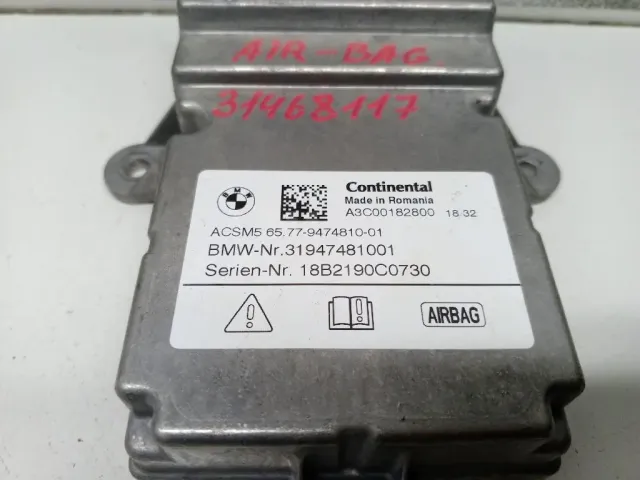 AIR-BAG
31468117
BMW
Continental
Made in Romania
A3C00182800 18.32
ACSM5 65.77-9474810-01
BMW-Nr.31947481001
Serien-Nr. 18B2190C0730
AIRBAG